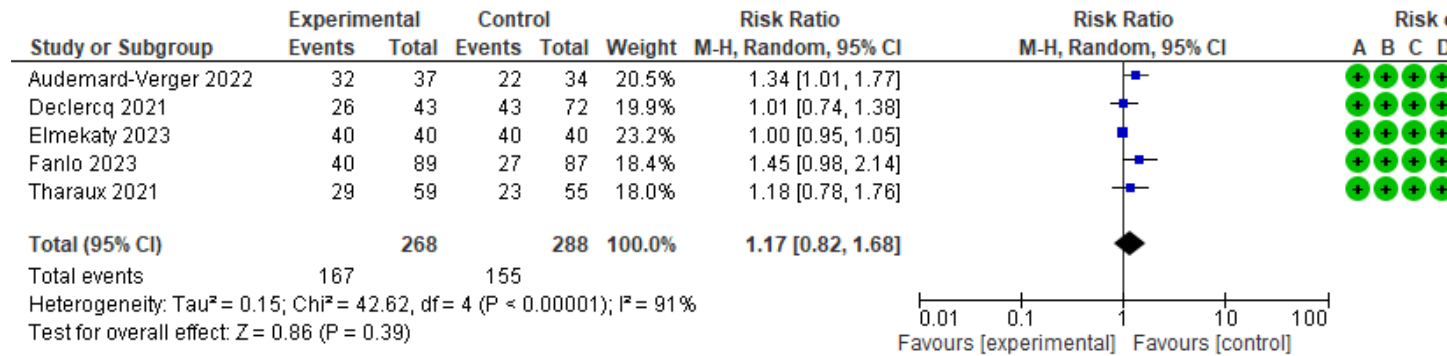 Experimental Control Risk Ratio Risk Ratio Risk
Study or Subgroup Events Total Events Total Weight M-H, Random, 95% CI M-H, Random, 95% CI A B C D
Audemard-Verger 2022 32 37 22 34 20.5% 1.34 [1.01, 1.77]
Declercq 2021 26 43 43 72 19.9% 1.01 [0.74, 1.38]
Elmekaty 2023 40 40 40 40 23.2% 1.00 [0.95, 1.05]
Fanlo 2023 40 89 27 87 18.4% 1.45 [0.98, 2.14]
Tharaux 2021 29 59 23 55 18.0% 1.18 [0.78, 1.76]
Total (95% CI) 268 288 100.0% 1.17 [0.82, 1.68]
Total events 167 155
Heterogeneity: Tau² = 0.15; Chi² = 42.62, df = 4 (P < 0.00001); I² = 91%
Test for overall effect: Z = 0.86 (P = 0.39)
0.01 0.1 1 10 100
Favours [experimental] Favours [control]